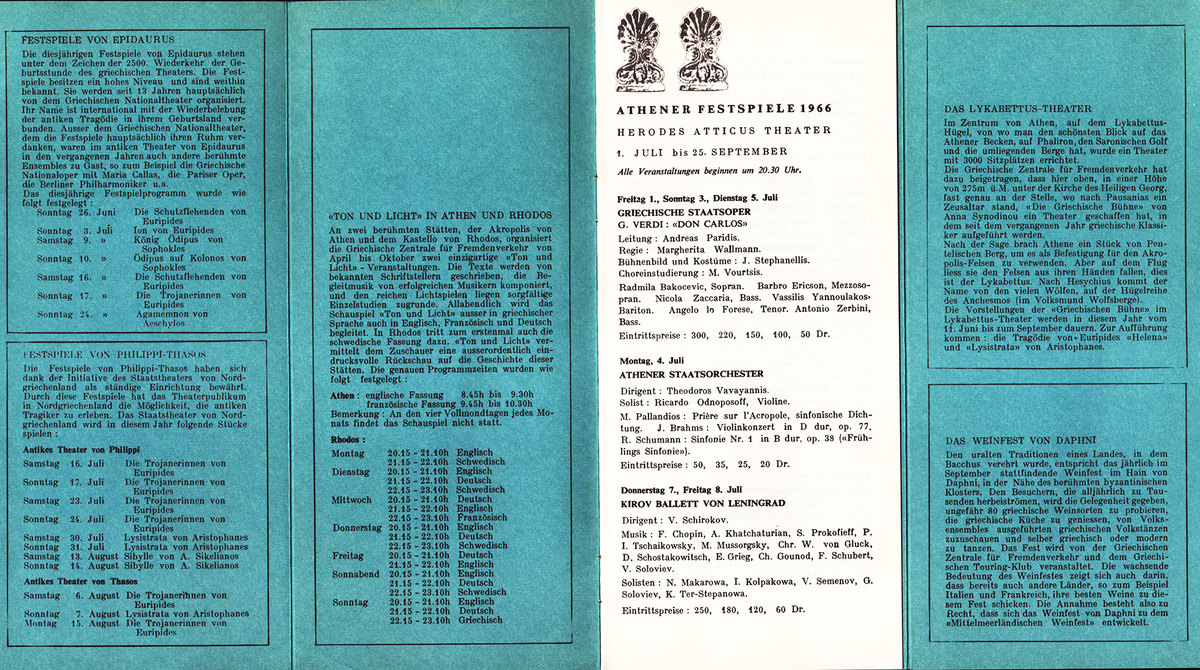 FESTSPIELE VON EPIDAURUS
Die diesjährigen Festspiele von Epidaurus stehen
unter dem Zeichen der 2500. Wiederkehr der Ge-
burtsstunde des griechischen Theaters. Die Fest-
spiele besitzen ein hohes Niveau und sind weithin
bekannt. Sie werden seit 13 Jahren hauptsächlich
von dem Griechischen Nationaltheater organisiert.
Ihr Name ist international mit der Wiederbelebung
der antiken Tragödie in ihrem Geburtsland ver-
bunden. Ausser dem Griechischen Nationaltheater,
dem die Festspiele hauptsächlich ihren Ruhm ver-
danken, waren im antiken Theater von Epidaurus
in den vergangenen Jahren auch andere berühmte
Ensembles zu Gast, so zum Beispiel die Griechische
Nationaloper mit Maria Callas, die Pariser Oper,
die Berliner Philharmoniker u.a.
Das diesjährige Festspielprogramm wurde wie
folgt festgelegt :
Sonntag 26. Juni Die Schutzflehenden von
Euripides
Sonntag 3. Juli Ion von Euripides
Samstag 9. » König Ödipus von
Sophokles
Sonntag 10. » Ödipus auf Kolonos von
Sophokles
Samstag 16. » Die Schutzflehenden von
Euripides
Sonntag 17. » Die Trojanerinnen von
Euripides
Sonntag 24. » Agamemnon von
Aeschylos
FESTSPIELE VON PHILIPPI-THASOS
Die Festspiele von Philippi-Thasos haben sich
dank der Initiative des Staatstheaters von Nord-
griechenland als ständige Einrichtung bewährt.
Durch diese Festspiele hat das Theaterpublikum
in Nordgriechenland die Möglichkeit, die antiken
Tragiker zu erleben. Das Staatstheater von Nord-
griechenland wird in diesem Jahr folgende Stücke
spielen :
Antikes Theater von Philippi
Samstag 16. Juli Die Trojanerinnen von
Euripides
Sonntag 17. Juli Die Trojanerinnen von
Euripides
Samstag 23. Juli Die Trojanerinnen von
Euripides
Sonntag 24. Juli Die Trojanerinnen von
Euripides
Samstag 30. Juli Lysistrata von Aristophanes
Sonntag 31. Juli Lysistrata von Aristophanes
Samstag 13. August Sibylle von A. Sikelianos
Sonntag 14. August Sibylle von A. Sikelianos
Antikes Theater von Thasos
Samstag 6. August Die Trojanerinnen von
Euripides
Sonntag 7. August Lysistrata von Aristophanes
Montag 15. August Die Trojanerinnen von
Euripides
«TON UND LICHT» IN ATHEN UND RHODOS
An zwei berühmten Stätten, der Akropolis von
Athen und dem Kastello von Rhodos, organisiert
die Griechische Zentrale für Fremdenverkehr von
April bis Oktober zwei einzigartige «Ton und
Licht» - Veranstaltungen. Die Texte werden von
bekannten Schriftstellern geschrieben, die Be-
gleitmusik von erfolgreichen Musikern komponiert,
und den reichen Lichtspielen liegen sorgfältige
Einzelstudien zugrunde. Allabendlich wird das
Schauspiel «Ton und Licht» ausser in griechischer
Sprache auch in Englisch, Französisch und Deutsch
begleitet. In Rhodos tritt zum erstenmal auch die
schwedische Fassung dazu. «Ton und Licht» ver-
mittelt dem Zuschauer eine ausserordentlich ein-
drucksvolle Rückschau auf die Geschichte dieser
Stätten. Die genauen Programmzeiten wurden wie
folgt festgelegt :
Athen : englische Fassung 8.45h bis 9.30h
französische Fassung 9.45h bis 10.30h
Bemerkung : An den vier Vollmondtagen jedes Mo-
nats findet das Schauspiel nicht statt.
Rhodos :
Montag 20.15 - 21.10h Englisch
21.15 - 22.10h Schwedisch
Dienstag 20.15 - 21.10h Englisch
21.15 - 22.10h Deutsch
22.15 - 23.10h Schwedisch
Mittwoch 20.15 - 21.10h Deutsch
21.15 - 22.10h Englisch
22.15 - 23.10h Französisch
Donnerstag 20.15 - 21.10h Englisch
21.15 - 22.10h Deutsch
22.15 - 23.10h Schwedisch
Freitag 20.15 - 21.10h Deutsch
21.15 - 22.10h Englisch
Sonnabend 20.15 - 21.10h Englisch
21.15 - 22.10h Deutsch
22.15 - 23.10h Schwedisch
Sonntag 20.15 - 21.10h Englisch
21.15 - 22.10h Deutsch
22.15 - 23.10h Griechisch
ATHENER FESTSPIELE 1966
HERODES ATTICUS THEATER
1. JULI bis 25. SEPTEMBER
Alle Veranstaltungen beginnen um 20.30 Uhr.
Freitag 1., Sonntag 3., Dienstag 5. Juli
GRIECHISCHE STAATSOPER
G. VERDI : «DON CARLOS»
Leitung : Andreas Paridis.
Regie : Margherita Wallmann.
Bühnenbild und Kostüme : J. Stephanellis.
Choreinstudierung : M. Vourtsis.
Radmila Bakocevic, Sopran. Barbro Ericson, Mezzoso-
pran. Nicola Zaccaria, Bass. Vassilis Yannoulakos,
Bariton. Angelo lo Forese, Tenor. Antonio Zerbini,
Bass.
Eintrittspreise : 300, 220, 150, 100, 50 Dr.
Montag, 4. Juli
ATHENER STAATSORCHESTER
Dirigent : Theodoros Vavayannis.
Solist : Ricardo Odnoposoff, Violine.
M. Pallandios : Prière sur l'Acropole, sinfonische Dich-
tung. J. Brahms : Violinkonzert in D dur, op. 77.
R. Schumann : Sinfonie Nr. 1 in B dur, op. 38 («Früh-
lings Sinfonie»).
Eintrittspreise : 50, 35, 25, 20 Dr.
Donnerstag 7., Freitag 8. Juli
KIROV BALLETT VON LENINGRAD
Dirigent : V. Schirokov.
Musik : F. Chopin, A. Khatchaturian, S. Prokofieff, P.
I. Tschaikowsky, M. Mussorgsky, Chr. W. von Gluck,
D. Schostakowitsch, E. Grieg, Ch. Gounod, F. Schubert,
V. Soloviev.
Solisten : N. Makarowa, I. Kolpakowa, V. Semenov, G.
Soloviev, K. Ter-Stepanowa.
Eintrittspreise : 250, 180, 120, 60 Dr.
DAS LYKABETTUS-THEATER
Im Zentrum von Athen, auf dem Lykabettus-
Hügel, von wo man den schönsten Blick auf das
Athener Becken, auf Phaliron, den Saronischen Golf
und die umliegenden Berge hat, wurde ein Theater
mit 3000 Sitzplätzen errichtet.
Die Griechische Zentrale für Fremdenverkehr hat
dazu beigetragen, dass hier oben, in einer Höhe
von 275m ü.M. unter der Kirche des Heiligen Georg,
fast genau an der Stelle, wo nach Pausanias ein
Zeusaltar stand, «Die Griechische Bühne» im
Anna Synodinou ein Theater geschaffen hat, in
dem seit dem vergangenen Jahr griechische Klassi-
ker aufgeführt werden.
Nach der Sage brach Athene ein Stück von Pen-
telischen Berg, um es als Befestigung für den Akro-
polis-Felsen zu verwenden. Aber auf dem Flug
liess sie den Felsen aus ihren Händen fallen, dies
ist der Lykabettus. Nach Hesychius kommt der
Name von den vielen Wölfen, auf der Hügelreihe
des Anchesmos (im Volksmund Wolfsberge).
Die Vorstellungen der «Griechischen Bühne» im
Lykabettus-Theater werden in diesem Jahr vom
11. Juni bis zum September dauern. Zur Aufführung
kommen : die Tragödie von Euripides «Helena»
und «Lysistrata» von Aristophanes.
DAS WEINFEST VON DAPHNI
Den uralten Traditionen eines Landes, in dem
Bacchus verehrt wurde, entspricht das jährlich im
September stattfindende Weinfest im Hain von
Daphni, in der Nähe des berühmten byzantinischen
Klosters. Den Besuchern, die alljährlich zu Tau-
senden herbeiströmen, wird die Gelegenheit gegeben,
ungefähr 80 griechische Weinsorten zu probieren,
die griechische Küche zu geniessen, von Volks-
ensembles ausgeführten griechischen Volkstänzen
zuzuschauen und selber griechisch oder modern
zu tanzen. Das Fest wird von der Griechischen
Zentrale für Fremdenverkehr und dem Griechi-
schen Touring-Klub veranstaltet. Die wachsende
Bedeutung des Weinfestes zeigt sich auch darin,
dass bereits auch andere Länder, so zum Beispiel
Italien und Frankreich, ihre besten Weine zu die-
sem Fest schicken. Die Annahme besteht also zu
Recht, dass sich das Weinfest von Daphni zu dem
«Mittelmeerländischen Weinfest» entwickelt.